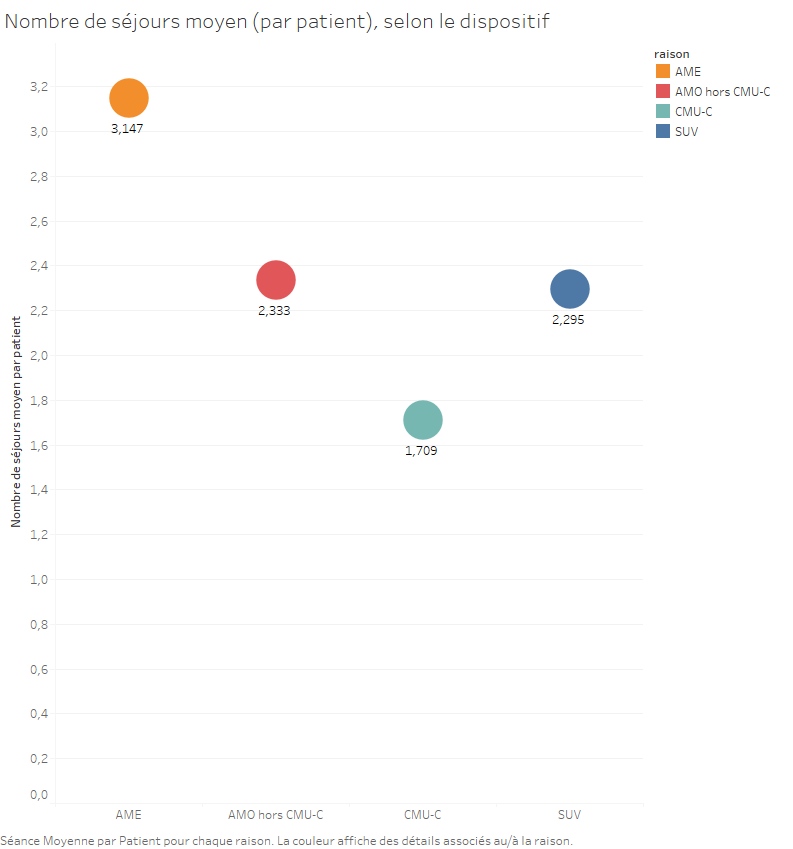 Nombre de séjours moyen (par patient), selon le dispositif
raison
AME
AMO hors CMU-C
CMU-C
SUV
Nombre de séjours moyen par patient
3,2
3,0
2,8
2,6
2,4
2,2
2,0
1,8
1,6
1,4
1,2
1,0
0,8
0,6
0,4
0,2
0,0
3,147
2,333
1,709
2,295
AME
AMO hors CMU-C
CMU-C
SUV
Séance Moyenne par Patient pour chaque raison. La couleur affiche des détails associés au/à la raison.